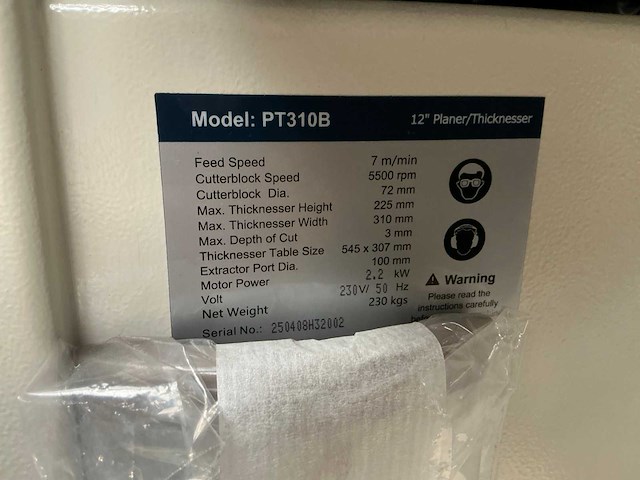 Model: PT310B 12" Planer/Thicknesser
Feed Speed 7 m/min
Cutterblock Speed 5500 rpm
Cutterblock Dia. 72 mm
Max. Thicknesser Height 225 mm
Max. Thicknesser Width 310 mm
Max. Depth of Cut 3 mm
Thicknesser Table Size 545 x 307 mm
Extractor Port Dia. 100 mm
Motor Power 2.2 kW
Volt 230V/ 50 Hz
Net Weight 230 kgs
Serial No.: 250408H32002
Warning
Please read the
instructions carefully